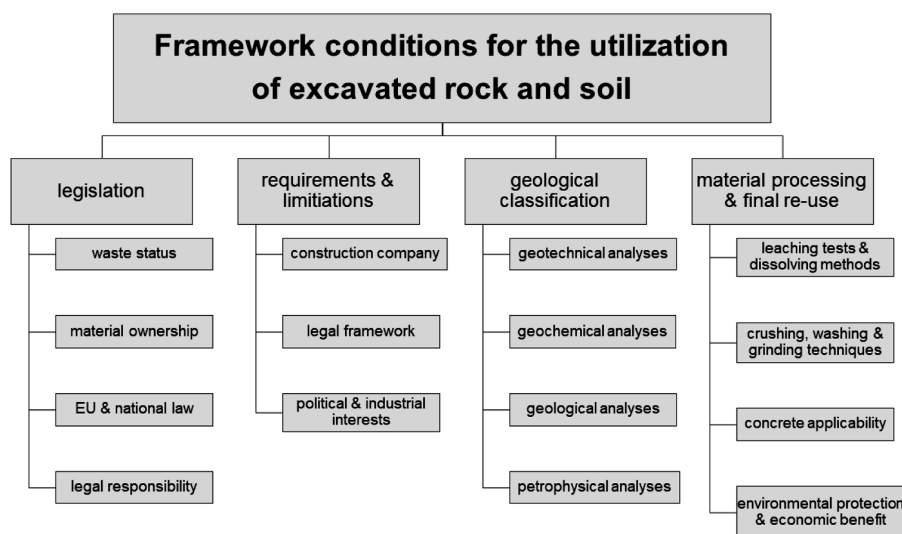 Framework conditions for the utilization
of excavated rock and soil
legislation
waste status
material ownership
EU & national law
legal responsibility
requirements &
limitiations
construction company
legal framework
political & industrial
interests
geological
classification
geotechnical analyses
geochemical analyses
geological analyses
petrophysical analyses
material processing
& final re-use
leaching tests &
dissolving methods
crushing, washing &
grinding techniques
concrete applicability
environmental protection
& economic benefit